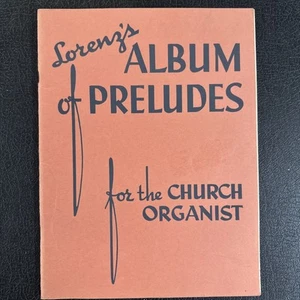 Lorenz's
ALBUM
of PRELUDES
for the CHURCH
ORGANIST